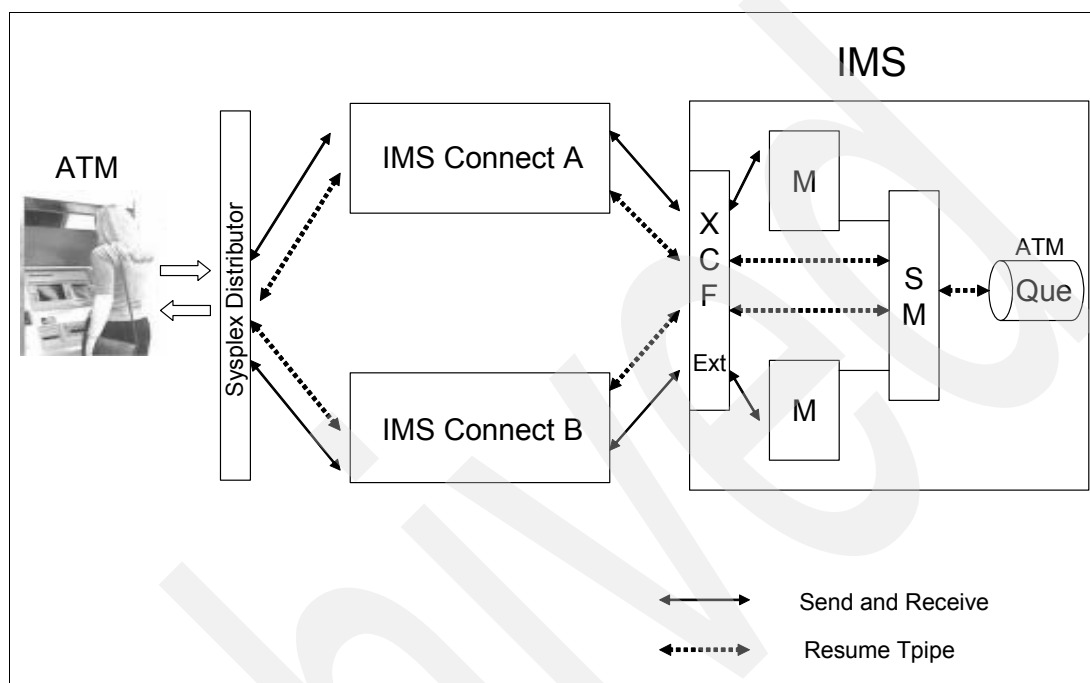 IMS
ATM
Sysplex Distributor
IMS Connect A
IMS Connect B
X
C
F
Ext
M
M
S
M
ATM
Que
Send and Receive
Resume Tpipe